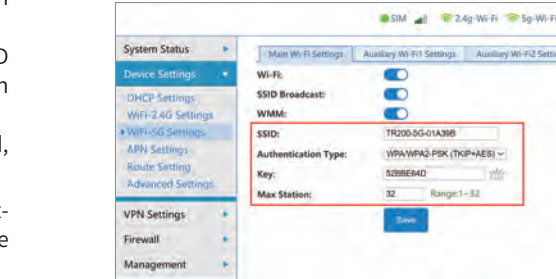 SIM 2.4g-Wi-Fi 5g-Wi-Fi
System Status
Main Wi-Fi Settings Auxiliary Wi-Fi1 Settings Auxiliary Wi-Fi2 Setti
Device Settings
Wi-Fi:
DHCP Settings
SSID Broadcast:
WiFi-2.4G Settings
WMM:
WiFi-5G Settings
SSID: TR200-5G-01A39B
APN Settings
Authentication Type: WPA/WPA2-PSK (TKIP+AES)
Route Setting
Key: 52BBE64D
Advanced Settings
Max Station: 32 Range:1~32
VPN Settings
Save
Firewall
Management